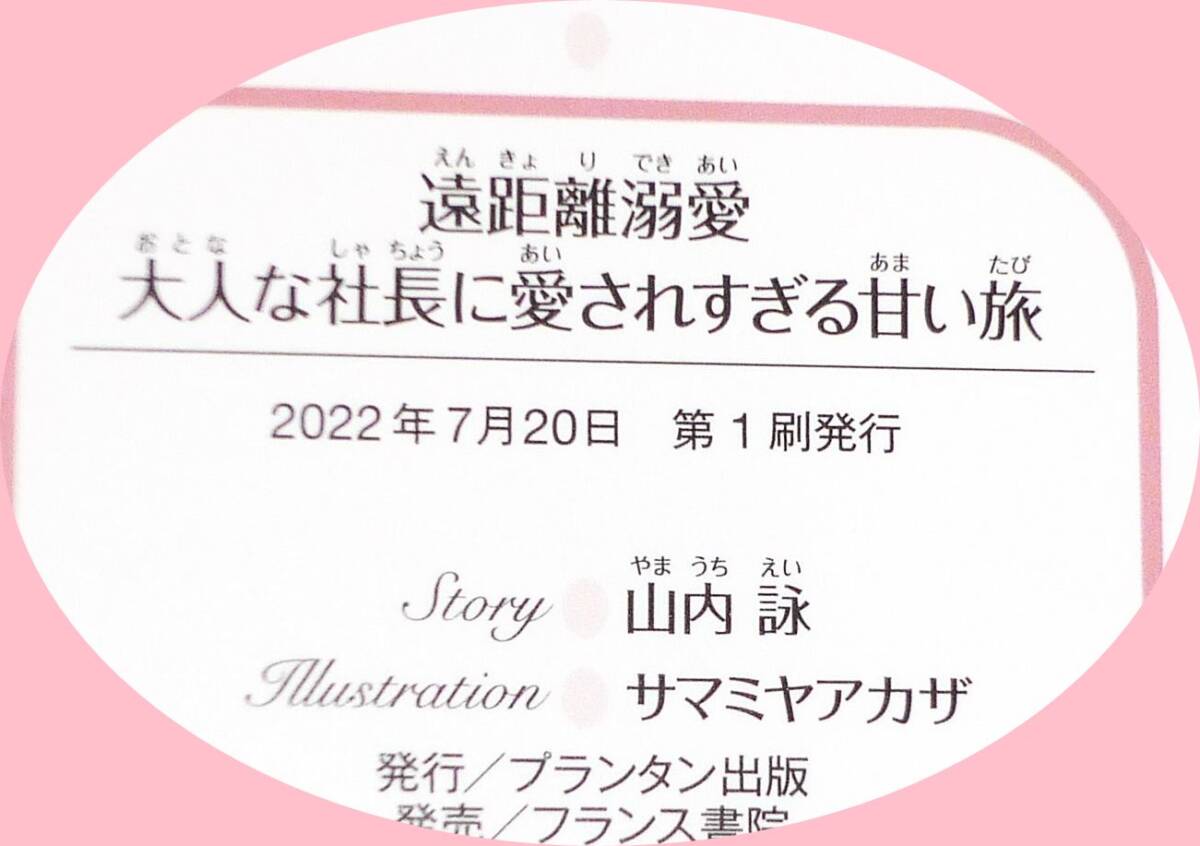 えん きょ り でき あい
遠距離溺愛
おとな しゃ ちょう あい あま たび
大人な社長に愛されすぎる甘い旅
2022年7月20日 第1刷発行
やま うち えい
Story 山内 詠
Illustration サマミヤアカザ
発行／プランタン出版
発売／フランス書院